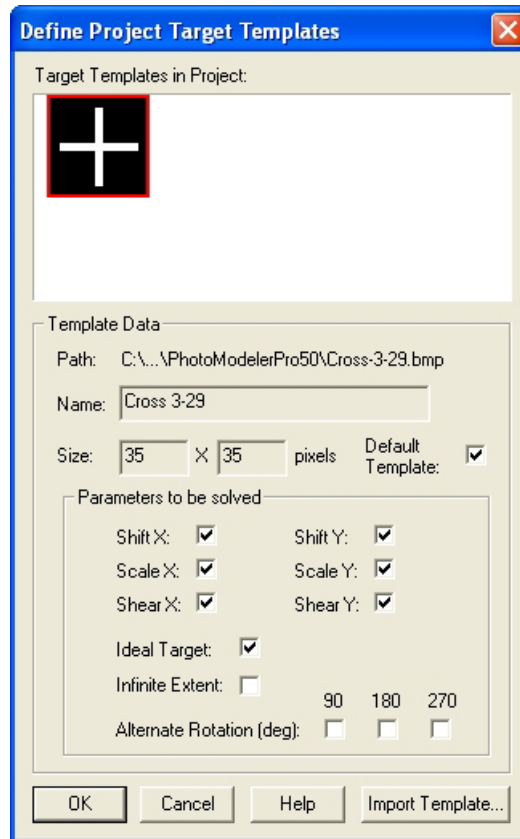 Define Project Target Templates
Target Templates in Project:
Template Data
Path: C:\...\PhotoModelerPro50\Cross-3-29.bmp
Name: Cross 3-29
Size: 35 X 35 pixels Default Template:
Parameters to be solved
Shift X: Shift Y:
Scale X: Scale Y:
Shear X: Shear Y:
Ideal Target:
Infinite Extent:
90 180 270
Alternate Rotation (deg):
OK Cancel Help Import Template...